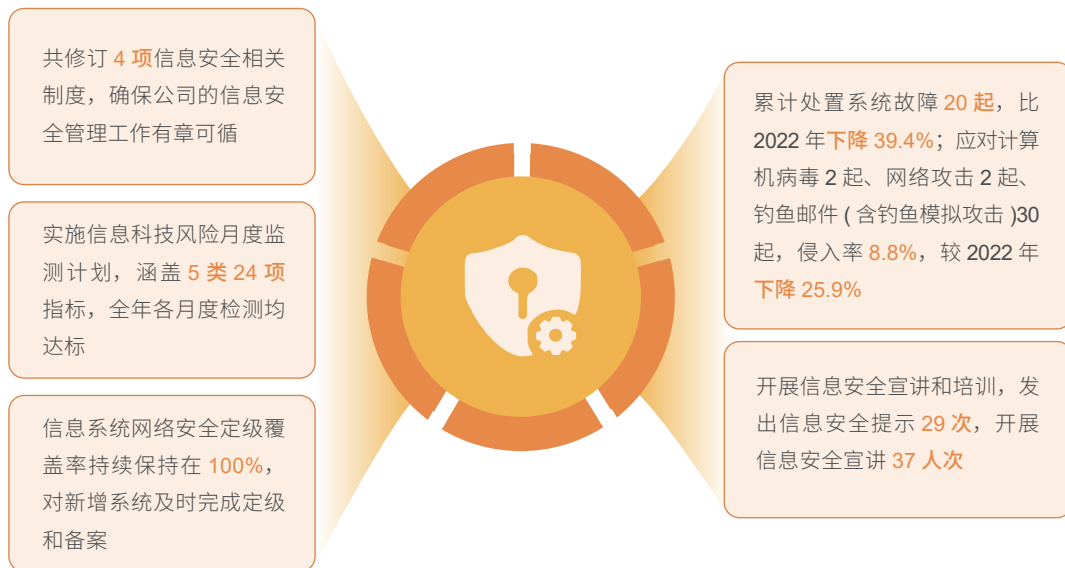 共修订 4 项信息安全相关
制度，确保公司的信息安
全管理工作有章可循
实施信息科技风险月度监
测计划，涵盖 5 类 24 项
指标，全年各月度检测均
达标
信息系统网络安全定级覆
盖率持续保持在 100%，
对新增系统及时完成定级
和备案
累计处置系统故障 20 起，比
2022 年下降 39.4%；应对计算
机病毒 2 起、网络攻击 2 起、
钓鱼邮件 ( 含钓鱼模拟攻击 )30
起，侵入率 8.8%，较 2022 年
下降 25.9%
开展信息安全宣讲和培训，发
出信息安全提示 29 次，开展
信息安全宣讲 37 人次